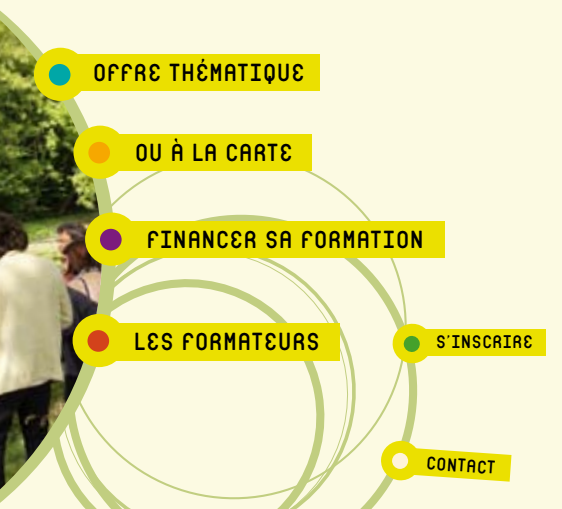 OFFRE THÉMATIQUE
OU À LA CARTE
FINANCER SA FORMATION
LES FORMATEURS
S'INSCRIRE
CONTACT